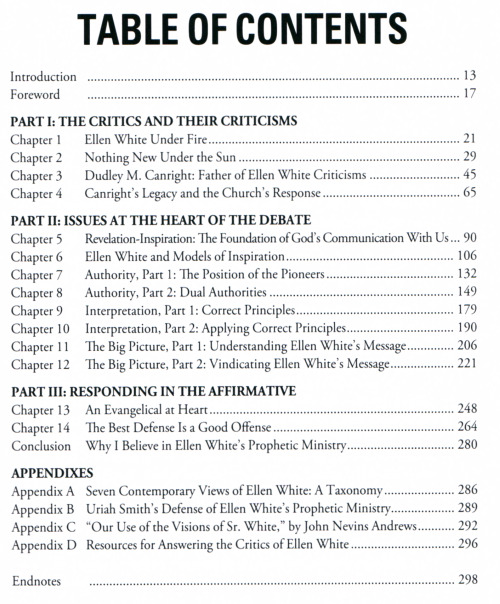 TABLE OF CONTENTS
Introduction ........ 13
Foreword ........ 17
PART I: THE CRITICS AND THEIR CRITICISMS
Chapter 1 Ellen White Under Fire ........ 21
Chapter 2 Nothing New Under the Sun ........ 29
Chapter 3 Dudley M. Canright: Father of Ellen White Criticisms ........ 45
Chapter 4 Canright's Legacy and the Church's Response ........ 65
PART II: ISSUES AT THE HEART OF THE DEBATE
Chapter 5 Revelation-Inspiration: The Foundation of God's Communication With Us ... 90
Chapter 6 Ellen White and Models of Inspiration ........ 106
Chapter 7 Authority, Part 1: The Position of the Pioneers ........ 132
Chapter 8 Authority, Part 2: Dual Authorities ........ 149
Chapter 9 Interpretation, Part 1: Correct Principles ........ 179
Chapter 10 Interpretation, Part 2: Applying Correct Principles ........ 190
Chapter 11 The Big Picture, Part 1: Understanding Ellen White's Message ........ 206
Chapter 12 The Big Picture, Part 2: Vindicating Ellen White's Message ........ 221
PART III: RESPONDING IN THE AFFIRMATIVE
Chapter 13 An Evangelical at Heart ........ 248
Chapter 14 The Best Defense Is a Good Offense ........ 264
Conclusion Why I Believe in Ellen White's Prophetic Ministry ........ 280
APPENDIXES
Appendix A Seven Contemporary Views of Ellen White: A Taxonomy ........ 286
Appendix B Uriah Smith's Defense of Ellen White's Prophetic Ministry ........ 289
Appendix C "Our Use of the Visions of Sr. White," by John Nevins Andrews ........ 292
Appendix D Resources for Answering the Critics of Ellen White ........ 296
Endnotes ........ 298